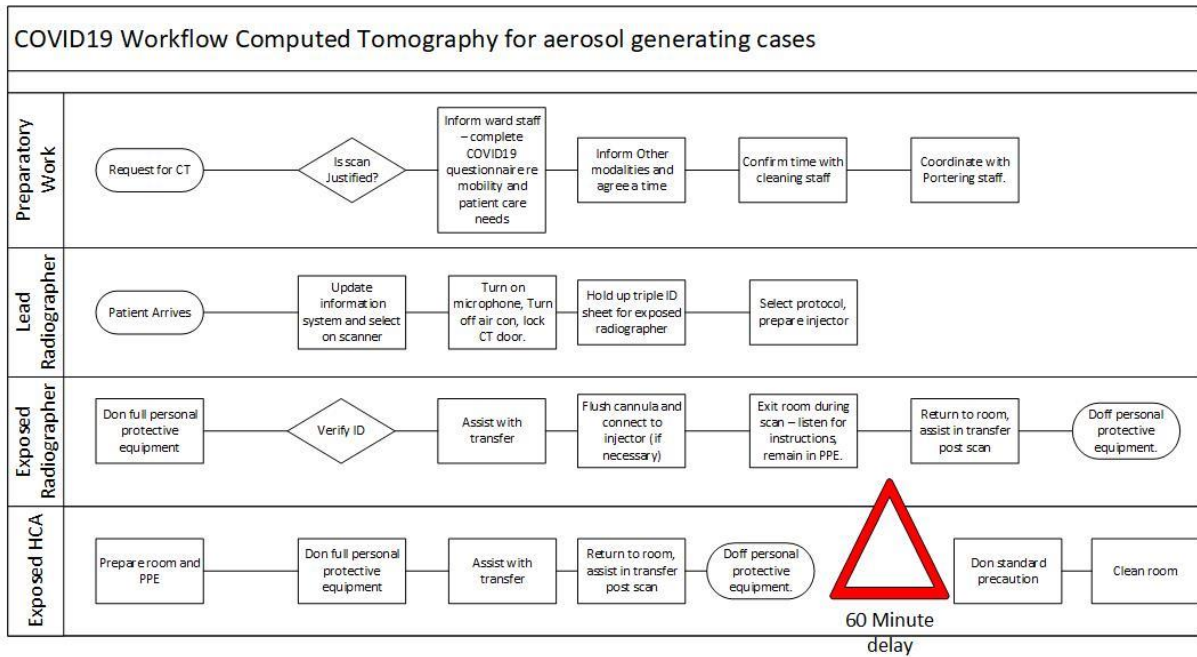 COVID19 Workflow Computed Tomography for aerosol generating cases
Preparatory
Work
Request for CT
Is scan
Justified?
Inform ward staff
– complete
COVID19
questionnaire re
mobility and
patient care
needs
Inform Other
modalities and
agree a time
Confirm time with
cleaning staff
Coordinate with
Portering staff.
Lead
Radiographer
Patient Arrives
Update
information
system and select
on scanner
Turn on
microphone, Turn
off air con, lock
CT door.
Hold up triple ID
sheet for exposed
radiographer
Select protocol,
prepare injector
Exposed
Radiographer
Don full personal
protective
equipment
Verify ID
Assist with
transfer
Flush cannula and
connect to
injector (if
necessary)
Exit room during
scan – listen for
instructions,
remain in PPE.
Return to room,
assist in transfer
post scan
Doff personal
protective
equipment.
Exposed HCA
Prepare room and
PPE
Don full personal
protective
equipment
Assist with
transfer
Return to room,
assist in transfer
post scan
Doff personal
protective
equipment.
60 Minute
delay
Don standard
precaution
Clean room